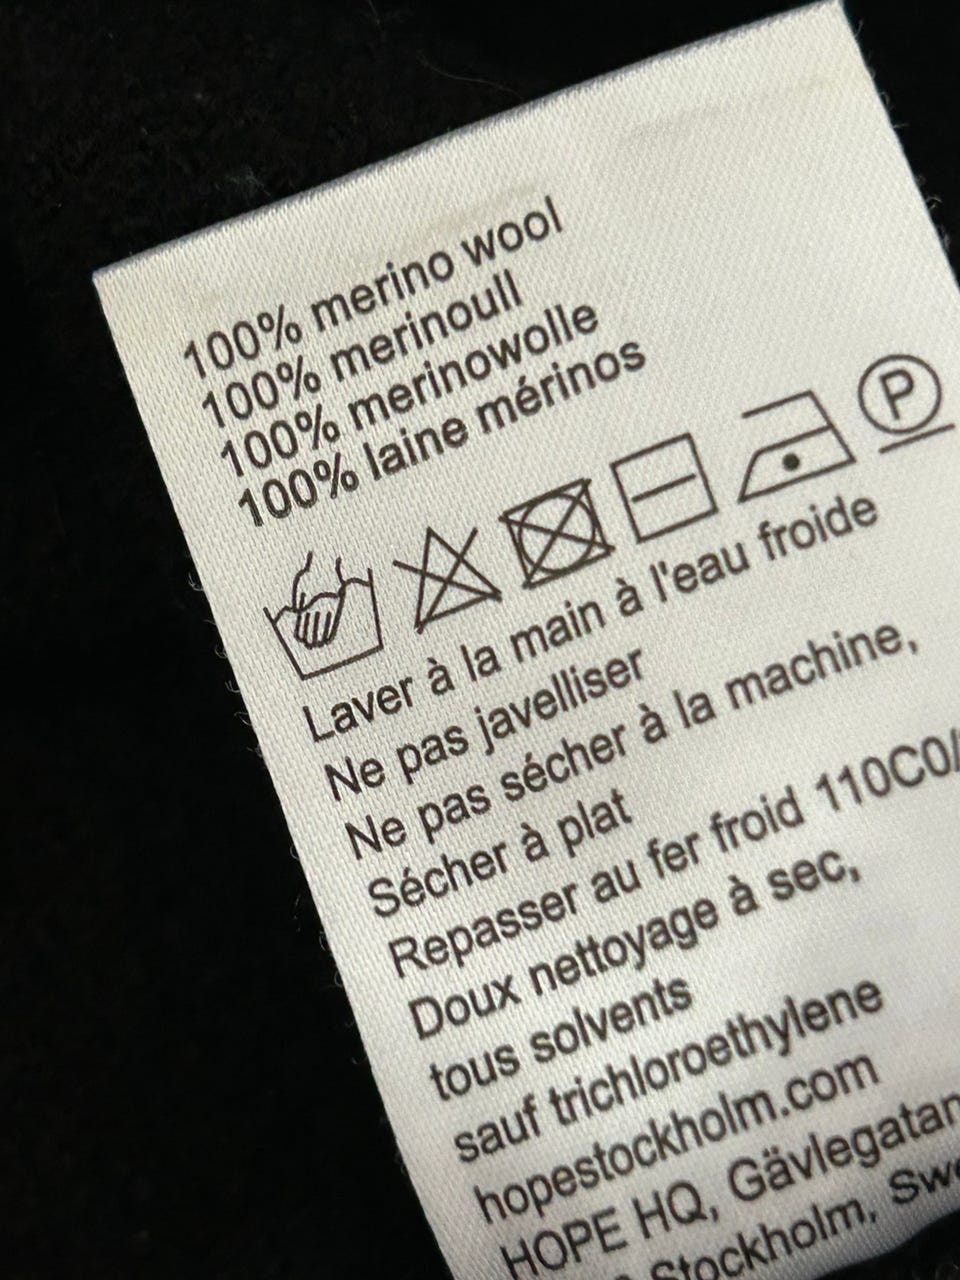 100% merino wool
100% merinoull
100% merinowolle
100% laine mérinos
P
Laver à la main à l'eau froide
Ne pas javelliser
Ne pas sécher à la machine,
Sécher à plat
Repasser au fer froid 110C0/
Doux nettoyage à sec,
tous solvents
sauf trichloroethylene
hopestockholm.com
HOPE HQ, Gävlegatan
Stockholm,